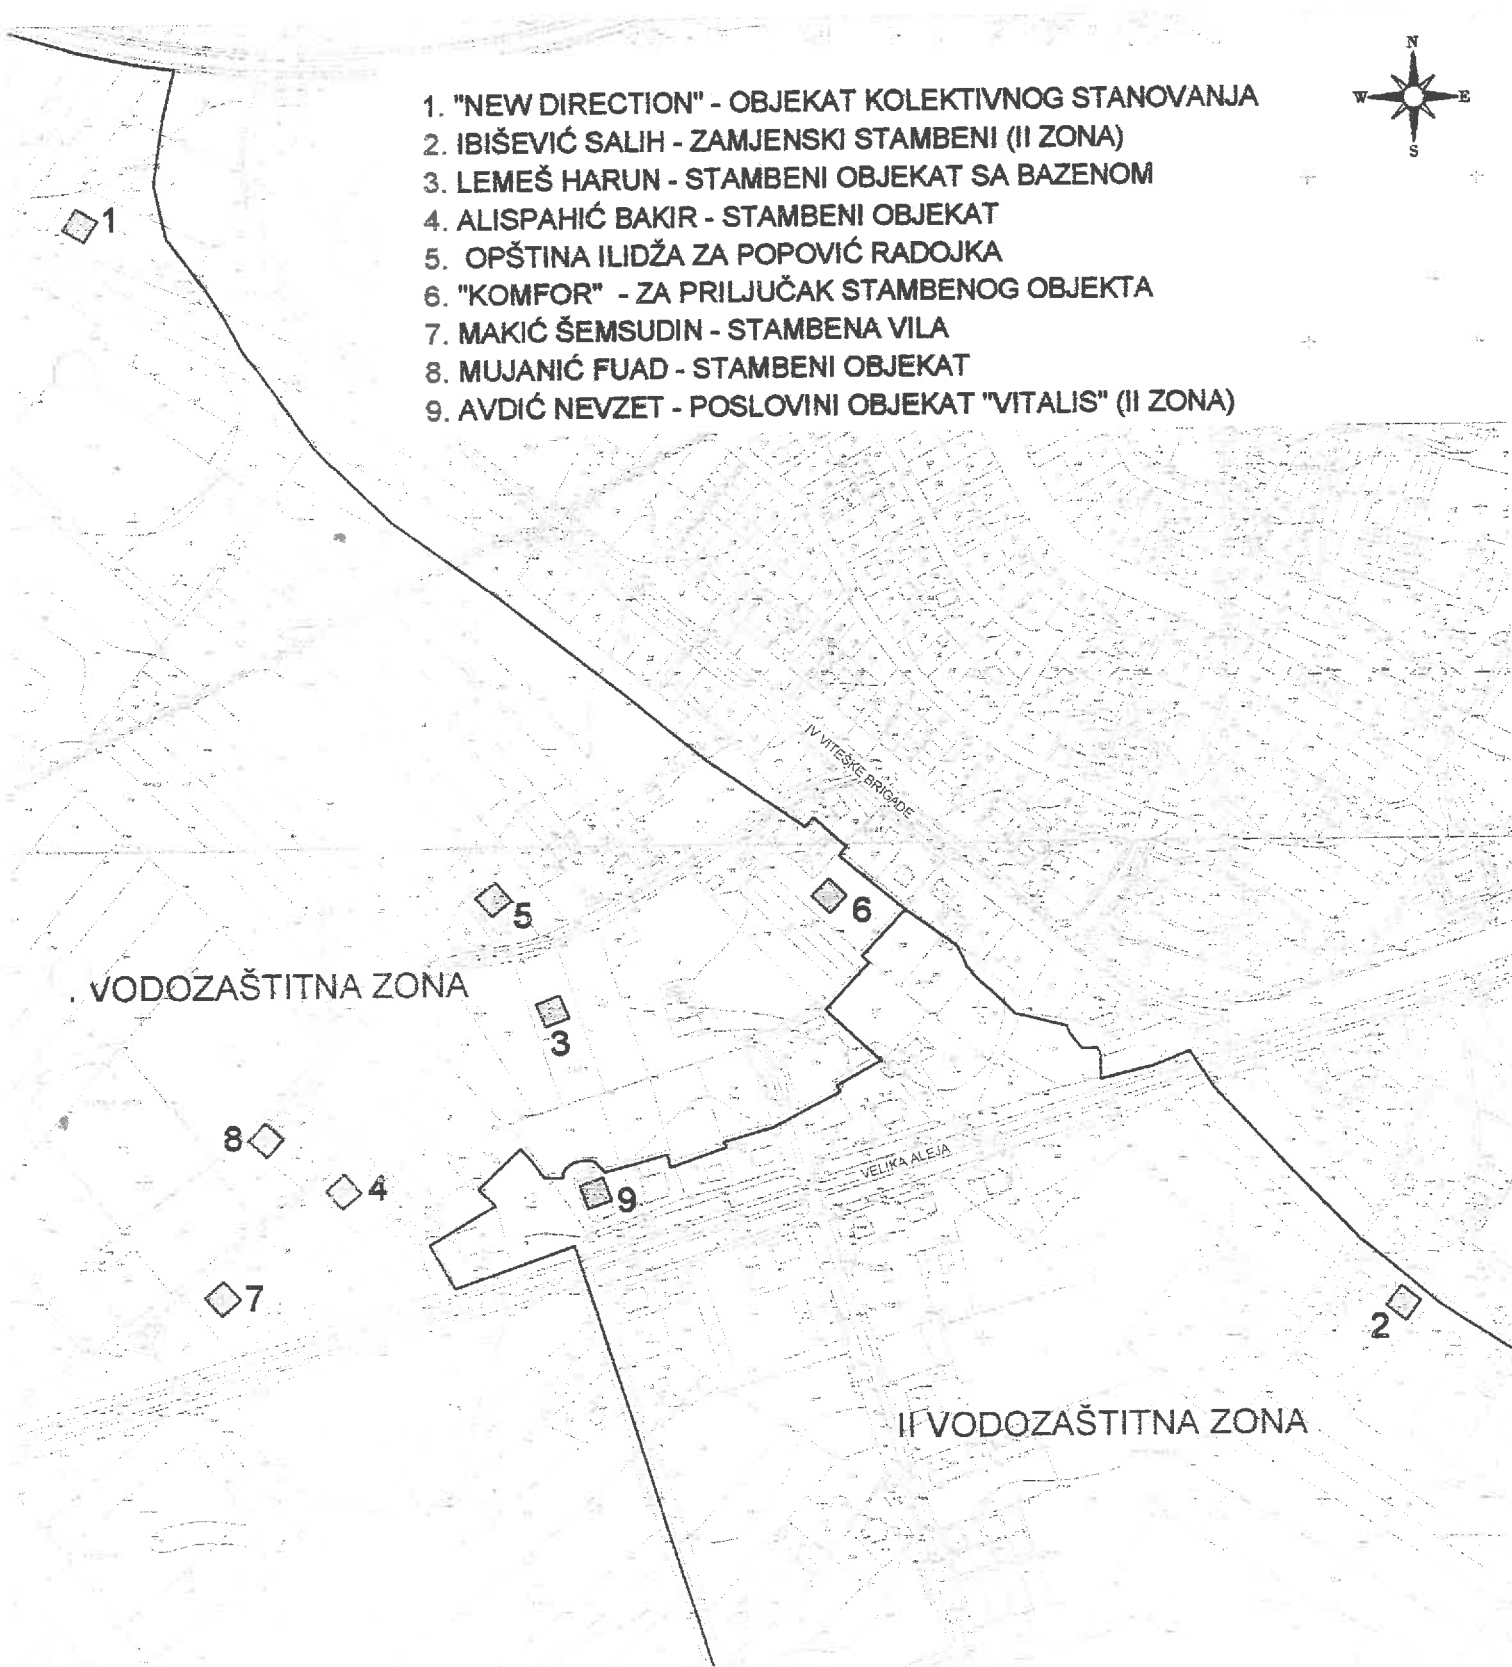 N
W E
S
1. "NEW DIRECTION" - OBJEKAT KOLEKTIVNOG STANOVANJA
2. IBIŠEVIĆ SALIH - ZAMJENSKI STAMBENI (II ZONA)
3. LEMEŠ HARUN - STAMBENI OBJEKAT SA BAZENOM
4. ALISPAHIĆ BAKIR - STAMBENI OBJEKAT
5. OPŠTINA ILIDŽA ZA POPOVIĆ RADOJKA
6. "KOMFOR" - ZA PRILJUČAK STAMBENOG OBJEKTA
7. MAKIĆ ŠEMSUDIN - STAMBENA VILA
8. MUJANIĆ FUAD - STAMBENI OBJEKAT
9. AVDIĆ NEVZET - POSLOVINI OBJEKAT "VITALIS" (II ZONA)
1
IV VITEŠKE BRIGADE
5
6
. VODOZAŠTITNA ZONA
3
8
4
VELIKA ALEJA
9
7
2
II VODOZAŠTITNA ZONA